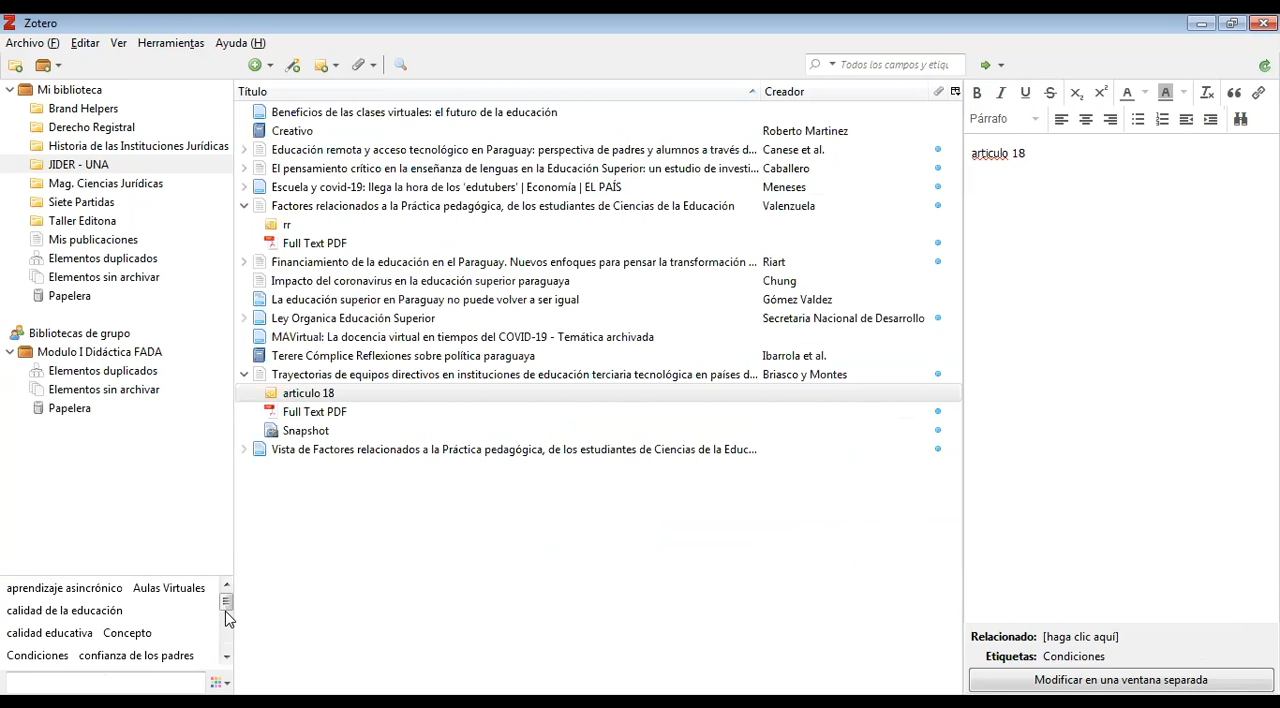 Zotero
Archivo (F) Editar Ver Herramientas Ayuda (H)
Todos los campos y etiqu
Mi biblioteca
Brand Helpers
Derecho Registral
Historia de las Instituciones Jurídicas
JIDER - UNA
Mag. Ciencias Jurídicas
Siete Partidas
Taller Editona
Mis publicaciones
Elementos duplicados
Elementos sin archivar
Papelera
Bibliotecas de grupo
Modulo I Didáctica FADA
Elementos duplicados
Elementos sin archivar
Papelera
aprendizaje asincrónico Aulas Virtuales
calidad de la educación
calidad educativa Concepto
Condiciones confianza de los padres
Título Creador
Beneficios de las clases virtuales: el futuro de la educación
Creativo Roberto Martinez
Educación remota y acceso tecnológico en Paraguay: perspectiva de padres y alumnos a través d... Canese et al.
El pensamiento crítico en la enseñanza de lenguas en la Educación Superior: un estudio de investi... Caballero
Escuela y covid-19: llega la hora de los 'edutubers' | Economía | EL PAÍS Meneses
Factores relacionados a la Práctica pedagógica, de los estudiantes de Ciencias de la Educación Valenzuela
rr
Full Text PDF
Financiamiento de la educación en el Paraguay. Nuevos enfoques para pensar la transformación ... Riart
Impacto del coronavirus en la educación superior paraguaya Chung
La educación superior en Paraguay no puede volver a ser igual Gómez Valdez
Ley Organica Educación Superior Secretaria Nacional de Desarrollo
MAVirtual: La docencia virtual en tiempos del COVID-19 - Temática archivada
Terere Cómplice Reflexiones sobre política paraguaya Ibarrola et al.
Trayectorias de equipos directivos en instituciones de educación terciaria tecnológica en países d... Briasco y Montes
articulo 18
Full Text PDF
Snapshot
Vista de Factores relacionados a la Práctica pedagógica, de los estudiantes de Ciencias de la Educ...
Párrafo
articulo 18
Relacionado: [haga clic aquí]
Etiquetas: Condiciones
Modificar en una ventana separada